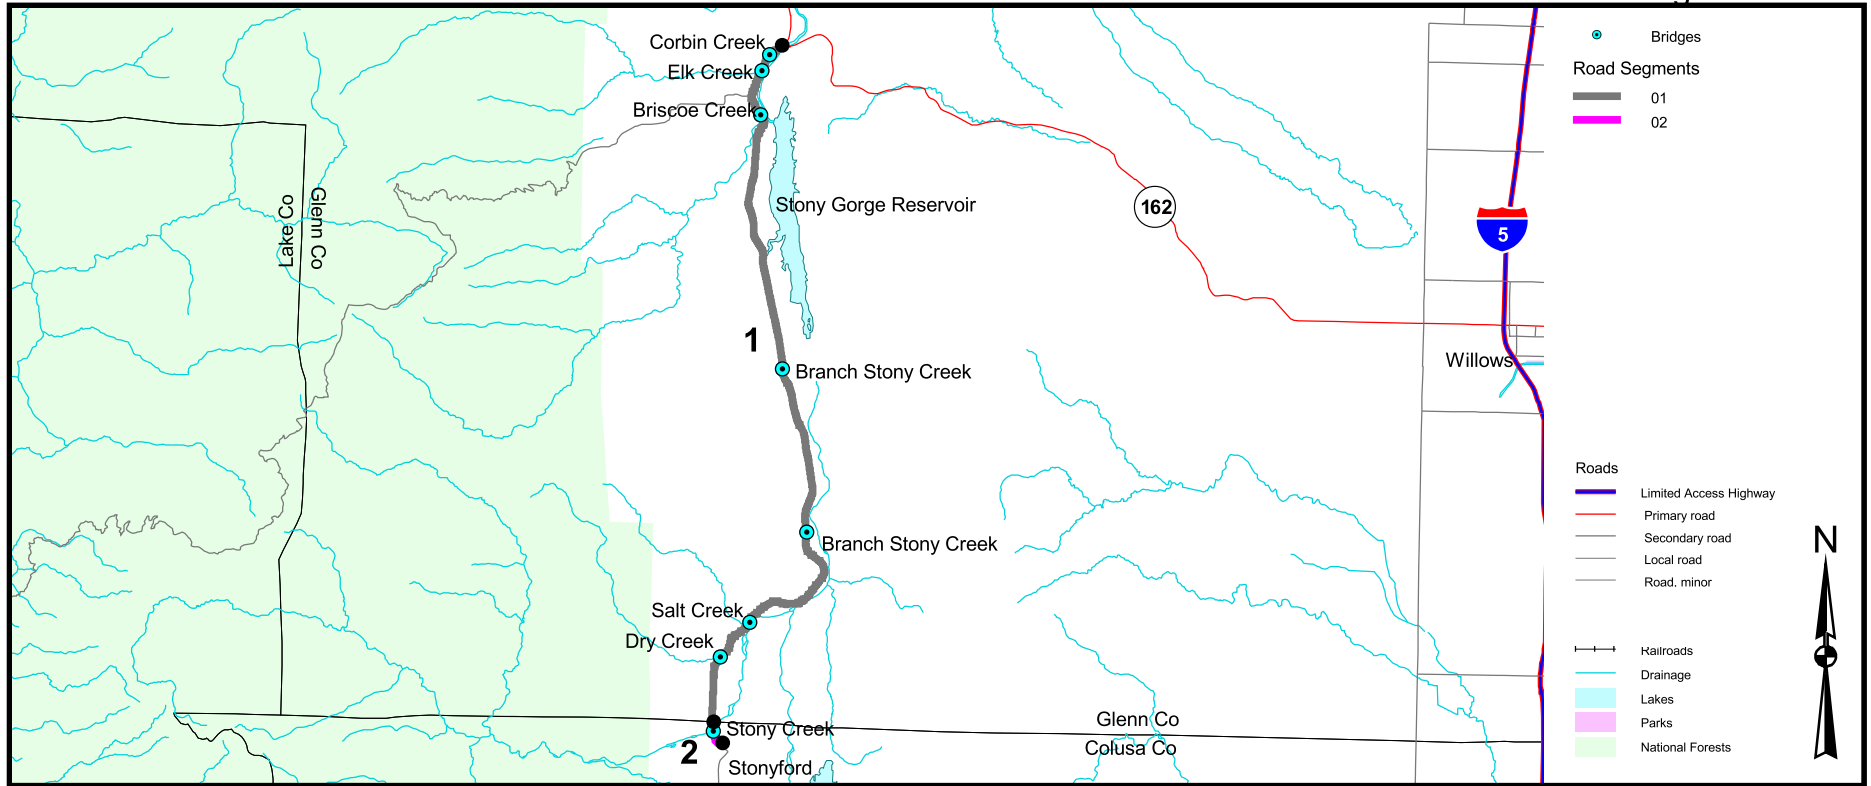 Corbin Creek
Elk Creek
Briscoe Creek
Lake Co
Glenn Co
Stony Gorge Reservoir
162
5
1
Branch Stony Creek
Willows
Branch Stony Creek
Salt Creek
Dry Creek
Stony Creek
2
Stonyford
Glenn Co
Colusa Co
Bridges
Road Segments
01
02
Roads
Limited Access Highway
Primary road
Secondary road
Local road
Road, minor
N
Railroads
Drainage
Lakes
Parks
National Forests